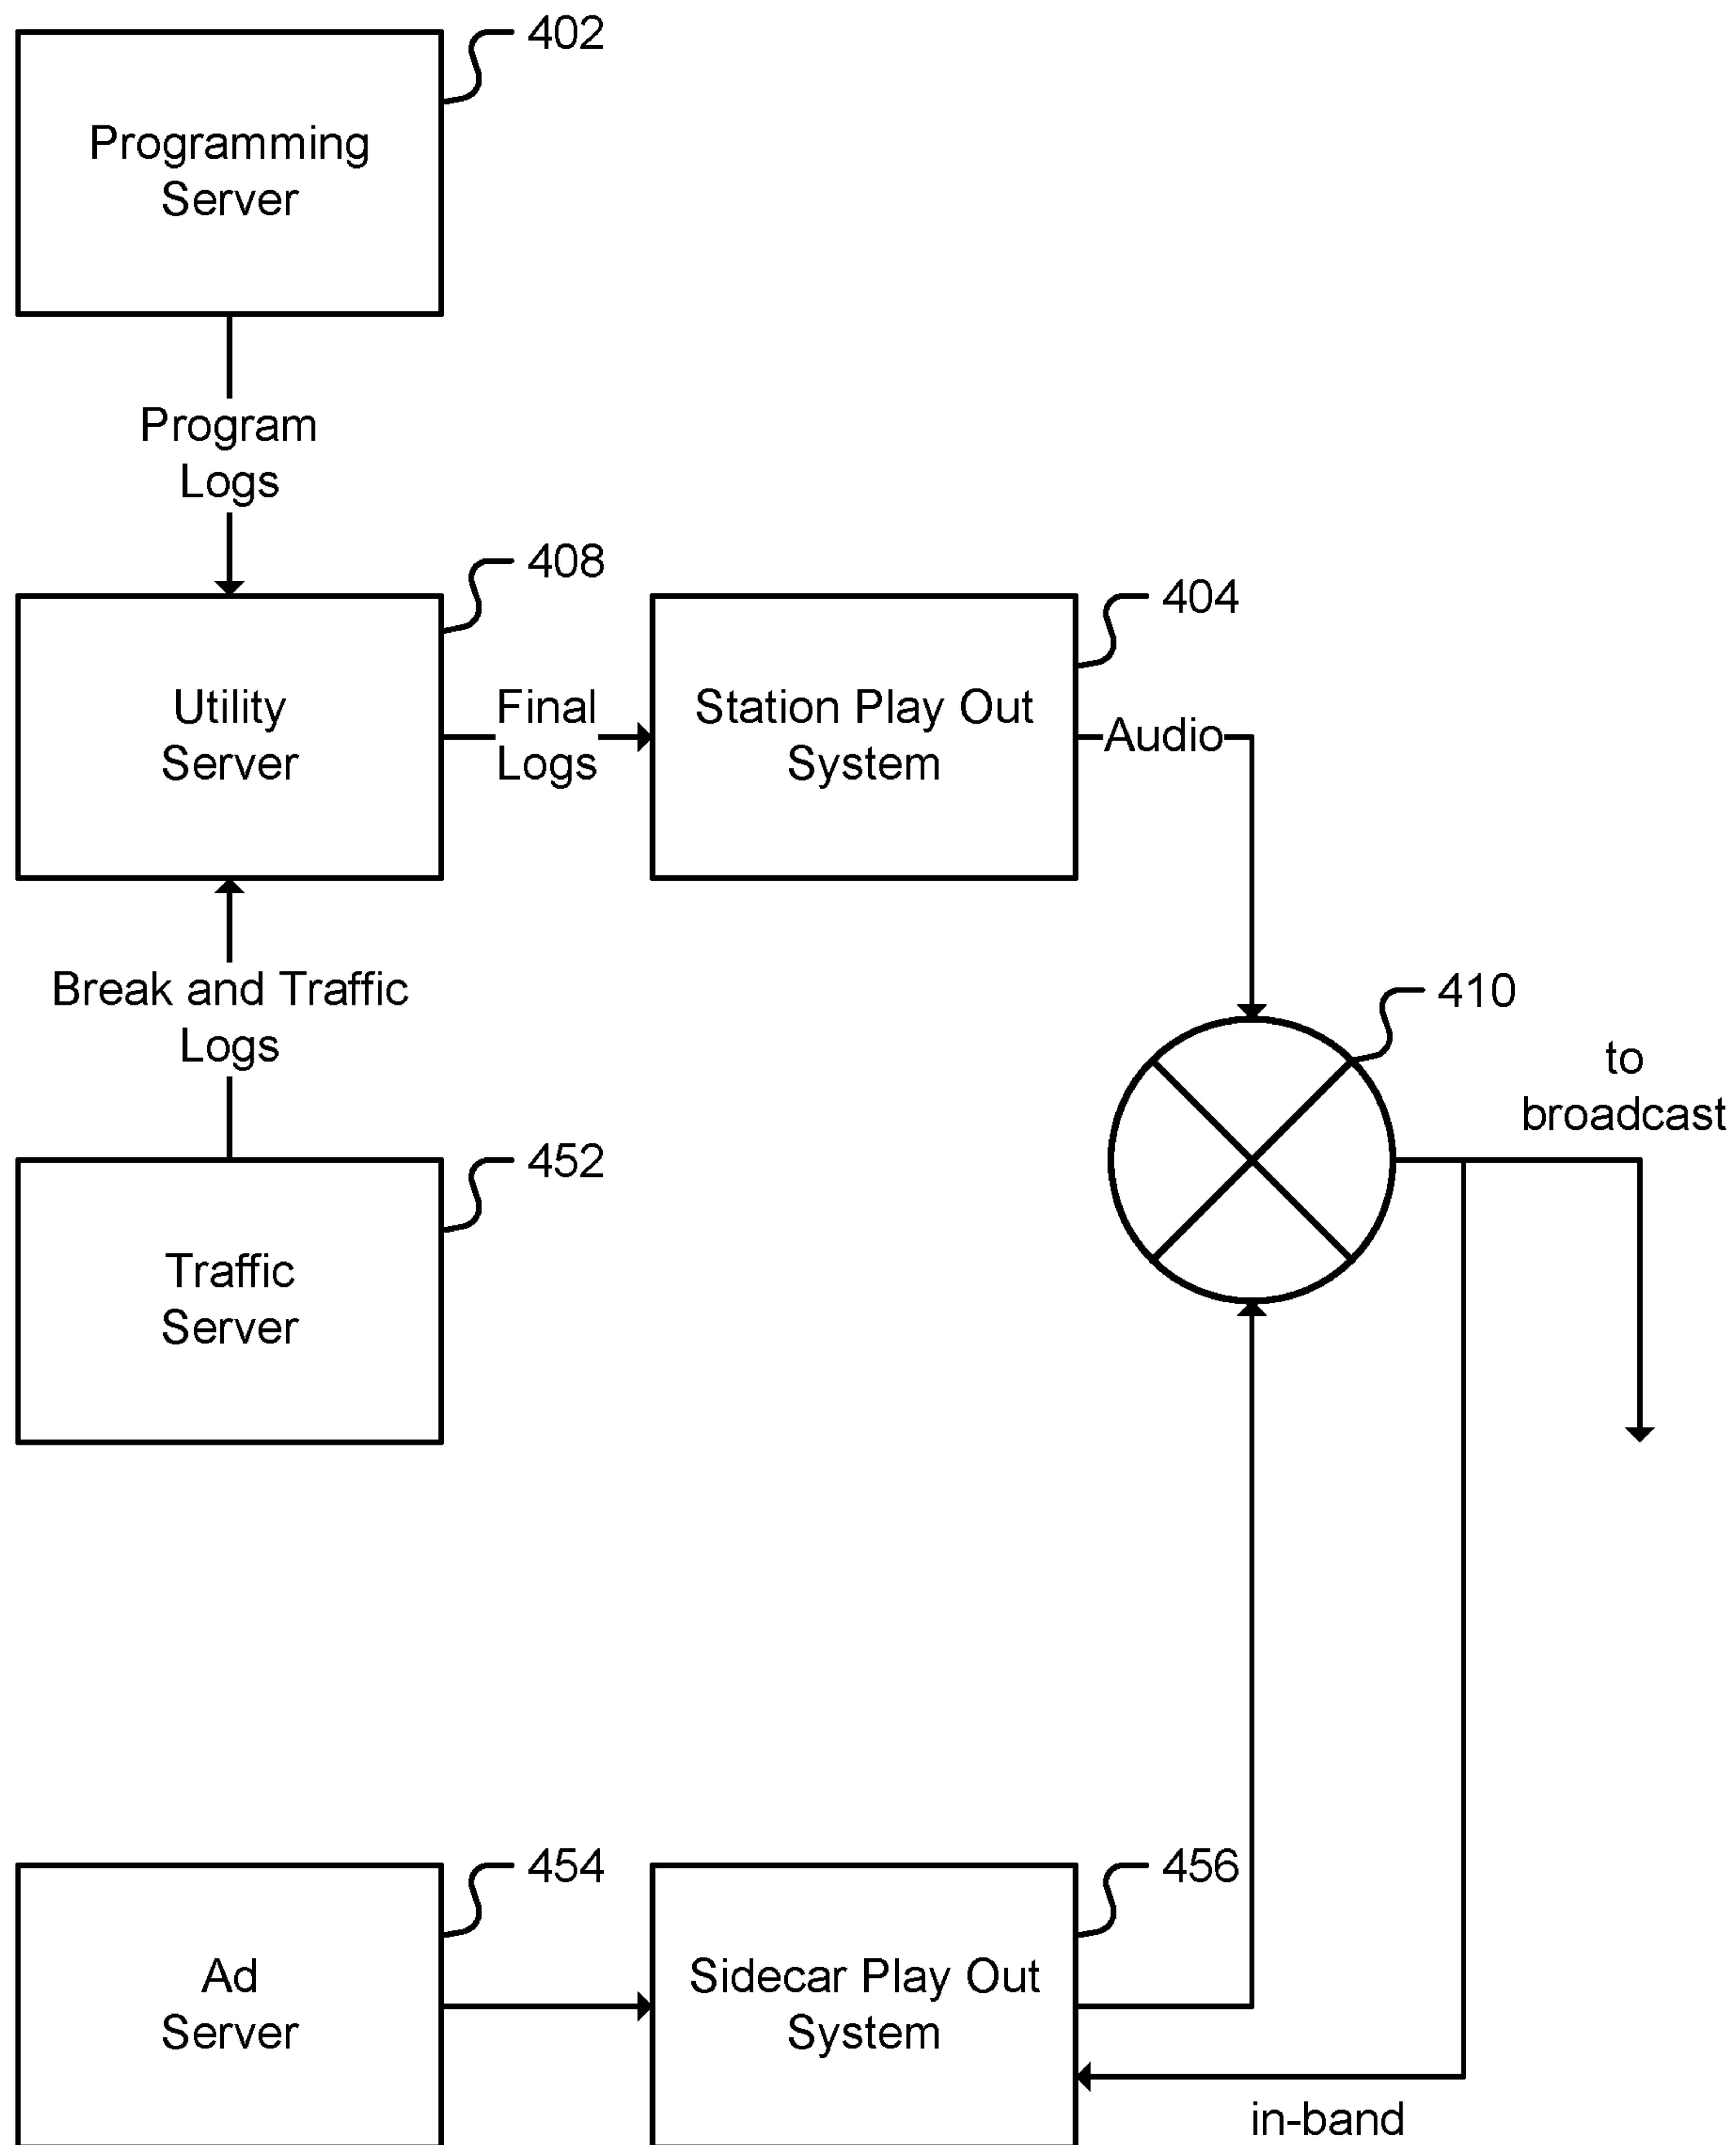 402
Programming
Server
Program
Logs
408
404
Utility
Server
Final
Logs
Station Play Out
System
Audio
Break and Traffic
Logs
410
to
broadcast
452
Traffic
Server
454
456
Ad
Server
Sidecar Play Out
System
in-band